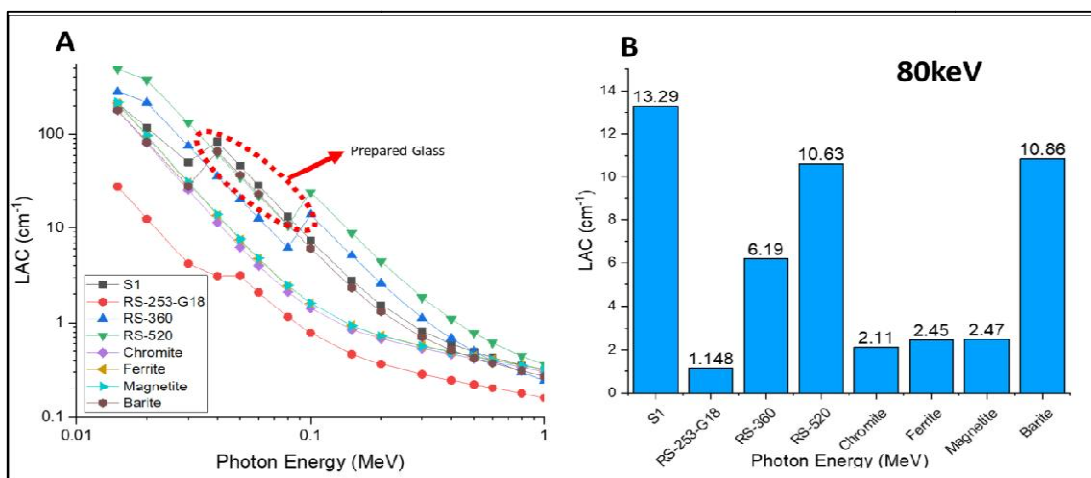 A
LAC (cm⁻¹)
100
10
1
0.1
0.01
0.1
1
Photon Energy (MeV)
Prepared Glass
S1
RS-253-G18
RS-360
RS-520
Chromite
Ferrite
Magnetite
Barite
B
80keV
LAC (cm⁻¹)
14
12
10
8
6
4
2
0
13.29
1.148
6.19
10.63
2.11
2.45
2.47
10.86
S1
RS-253-G18
RS-360
RS-520
Chromite
Ferrite
Magnetite
Barite
Photon Energy (MeV)